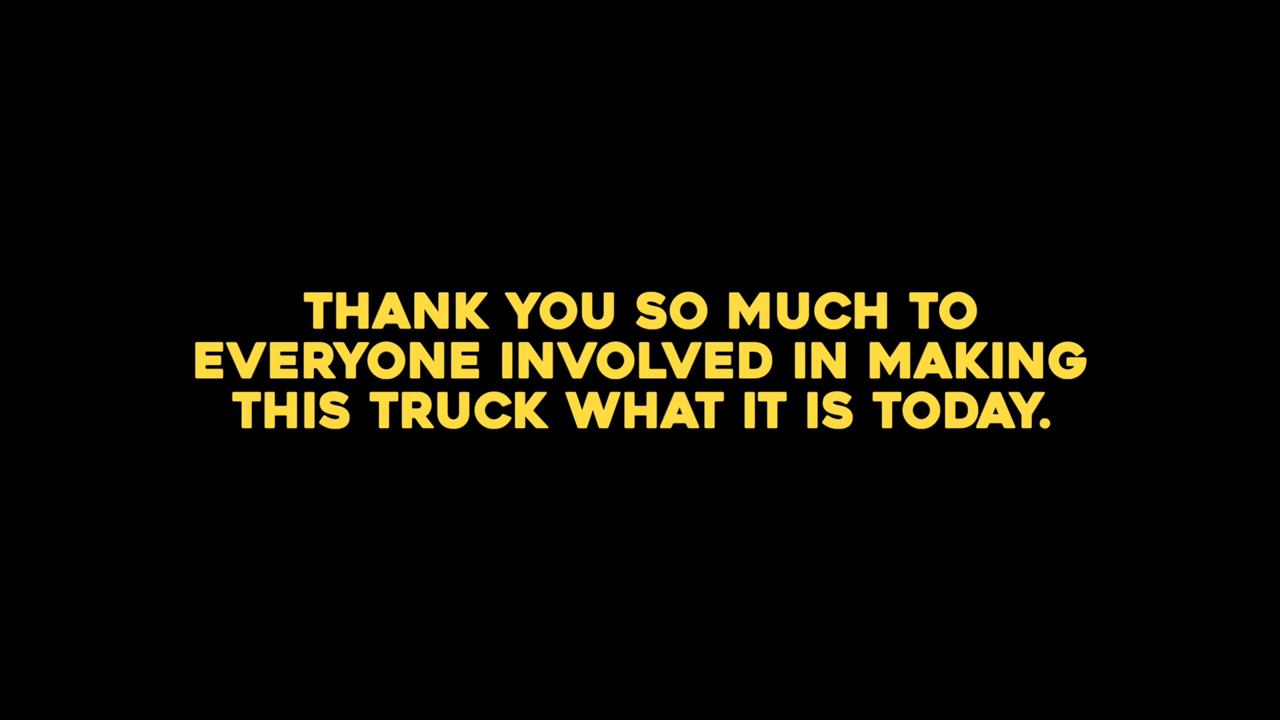 THANK YOU SO MUCH TO
EVERYONE INVOLVED IN MAKING
THIS TRUCK WHAT IT IS TODAY.